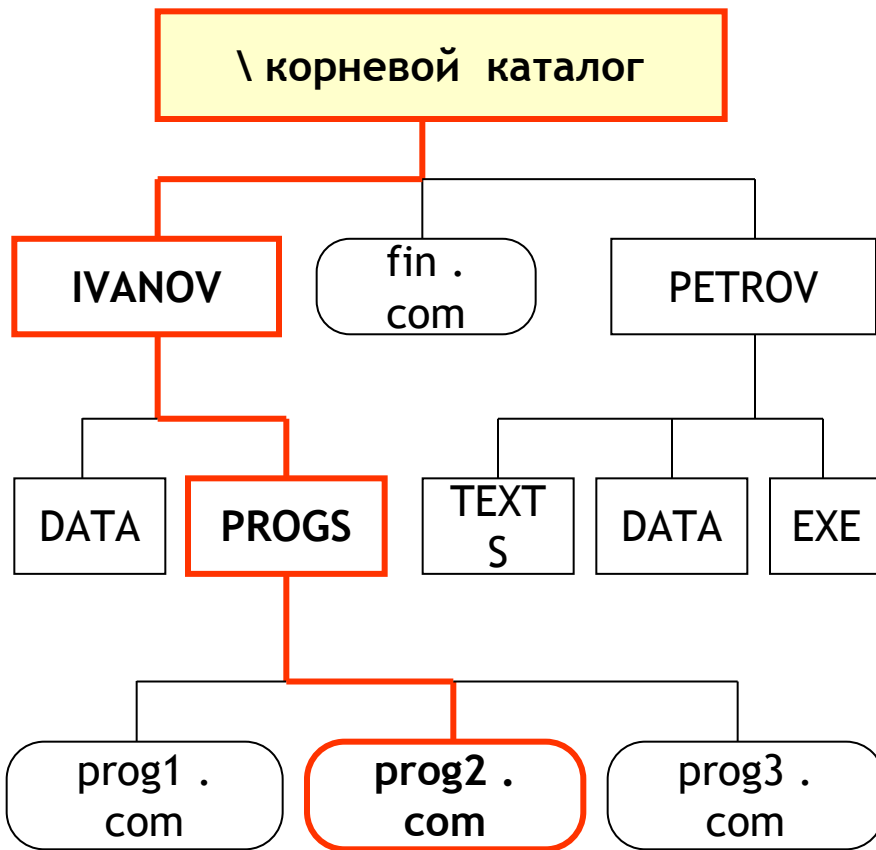 \ корневой каталог
IVANOV
fin .
com
PETROV
DATA
PROGS
TEXT
S
DATA
EXE
prog1 .
com
prog2 .
com
prog3 .
com